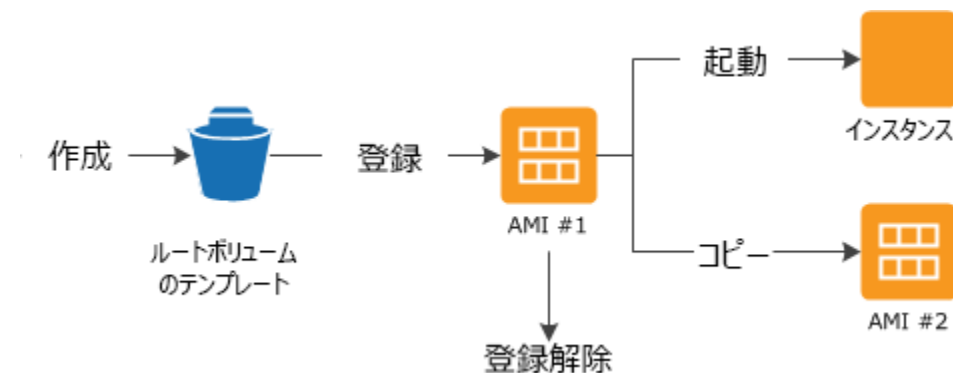 起動
インスタンス
作成
登録
AMI #1
ルートボリューム
のテンプレート
コピー
AMI #2
登録解除